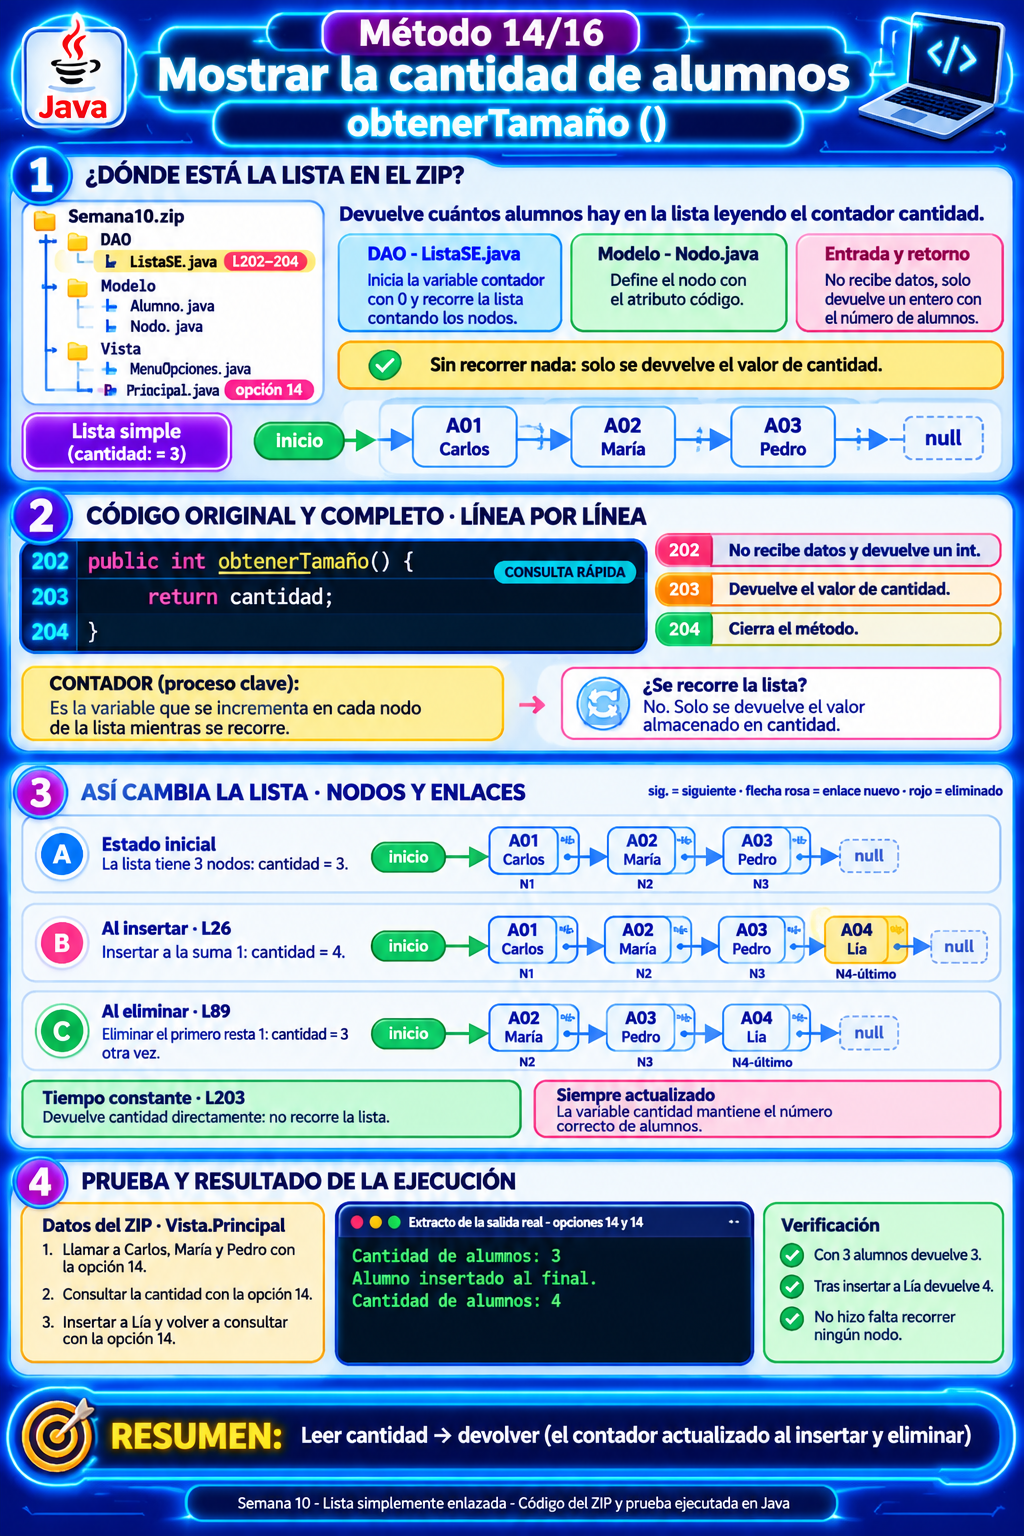 Java
Método 14/16
Mostrar la cantidad de alumnos
obtenerTamaño ()
</>
1
¿DÓNDE ESTÁ LA LISTA EN EL ZIP?
Semana10.zip
DAO
ListaSE.java L202–204
Modelo
Alumno. java
Nodo. java
Vista
MenuOpciones. java
Principal.java opción 14
Devuelve cuántos alumnos hay en la lista leyendo el contador cantidad.
DAO - ListaSE.java
Inicia la variable contador
con 0 y recorre la lista
contando los nodos.
Modelo - Nodo.java
Define el nodo con
el atributo código.
Entrada y retorno
No recibe datos, solo
devuelve un entero con
el número de alumnos.
Sin recorrer nada: solo se devvelve el valor de cantidad.
Lista simple
(cantidad: = 3)
inicio
A01
Carlos
A02
María
A03
Pedro
null
2
CÓDIGO ORIGINAL Y COMPLETO · LÍNEA POR LÍNEA
202 public int obtenerTamaño() {
203 return cantidad;
204 }
CONSULTA RÁPIDA
202 No recibe datos y devuelve un int.
203 Devuelve el valor de cantidad.
204 Cierra el método.
CONTADOR (proceso clave):
Es la variable que se incrementa en cada nodo
de la lista mientras se recorre.
¿Se recorre la lista?
No. Solo se devuelve el valor
almacenado en cantidad.
3
ASÍ CAMBIA LA LISTA · NODOS Y ENLACES
sig. = siguiente · flecha rosa = enlace nuevo · rojo = eliminado
A
Estado inicial
La lista tiene 3 nodos: cantidad = 3.
inicio
A01
Carlos
N1
A02
María
N2
A03
Pedro
N3
null
B
Al insertar · L26
Insertar a la suma 1: cantidad = 4.
inicio
A01
Carlos
N1
A02
María
N2
A03
Pedro
N3
A04
Lía
N4-último
null
C
Al eliminar · L89
Eliminar el primero resta 1: cantidad = 3
otra vez.
inicio
A02
María
N2
A03
Pedro
N3
A04
Lia
N4-último
null
Tiempo constante · L203
Devuelve cantidad directamente: no recorre la lista.
Siempre actualizado
La variable cantidad mantiene el número
correcto de alumnos.
4
PRUEBA Y RESULTADO DE LA EJECUCIÓN
Datos del ZIP · Vista.Principal
1. Llamar a Carlos, María y Pedro con
la opción 14.
2. Consultar la cantidad con la opción 14.
3. Insertar a Lía y volver a consultar
con la opción 14.
Extracto de la salida real - opciones 14 y 14
Cantidad de alumnos: 3
Alumno insertado al final.
Cantidad de alumnos: 4
Verificación
Con 3 alumnos devuelve 3.
Tras insertar a Lía devuelve 4.
No hizo falta recorrer
ningún nodo.
RESUMEN: Leer cantidad → devolver (el contador actualizado al insertar y eliminar)
Semana 10 - Lista simplemente enlazada - Código del ZIP y prueba ejecutada en Java